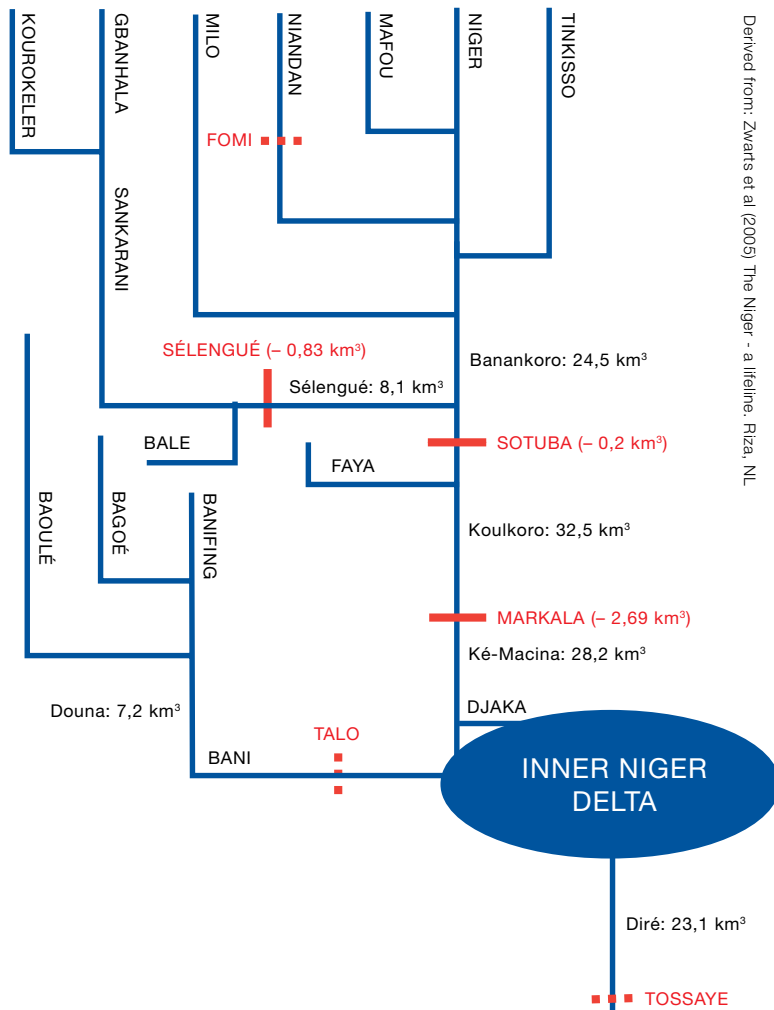 KOUROKELER
GBANHALA
MILO
NIANDAN
MAFOU
NIGER
TINKISSO
Derived from: Zwarts et al (2005) The Niger - a lifeline. Riza, NL
FOMI
SANKARANI
SÉLENGUÉ (– 0,83 km³)
Banankoro: 24,5 km³
Sélengué: 8,1 km³
BALE
SOTUBA (– 0,2 km³)
FAYA
BAOULÉ
BAGOÉ
BANIFING
Koulkoro: 32,5 km³
MARKALA (– 2,69 km³)
Ké-Macina: 28,2 km³
Douna: 7,2 km³
DJAKA
TALO
BANI
INNER NIGER
DELTA
Diré: 23,1 km³
TOSSAYE